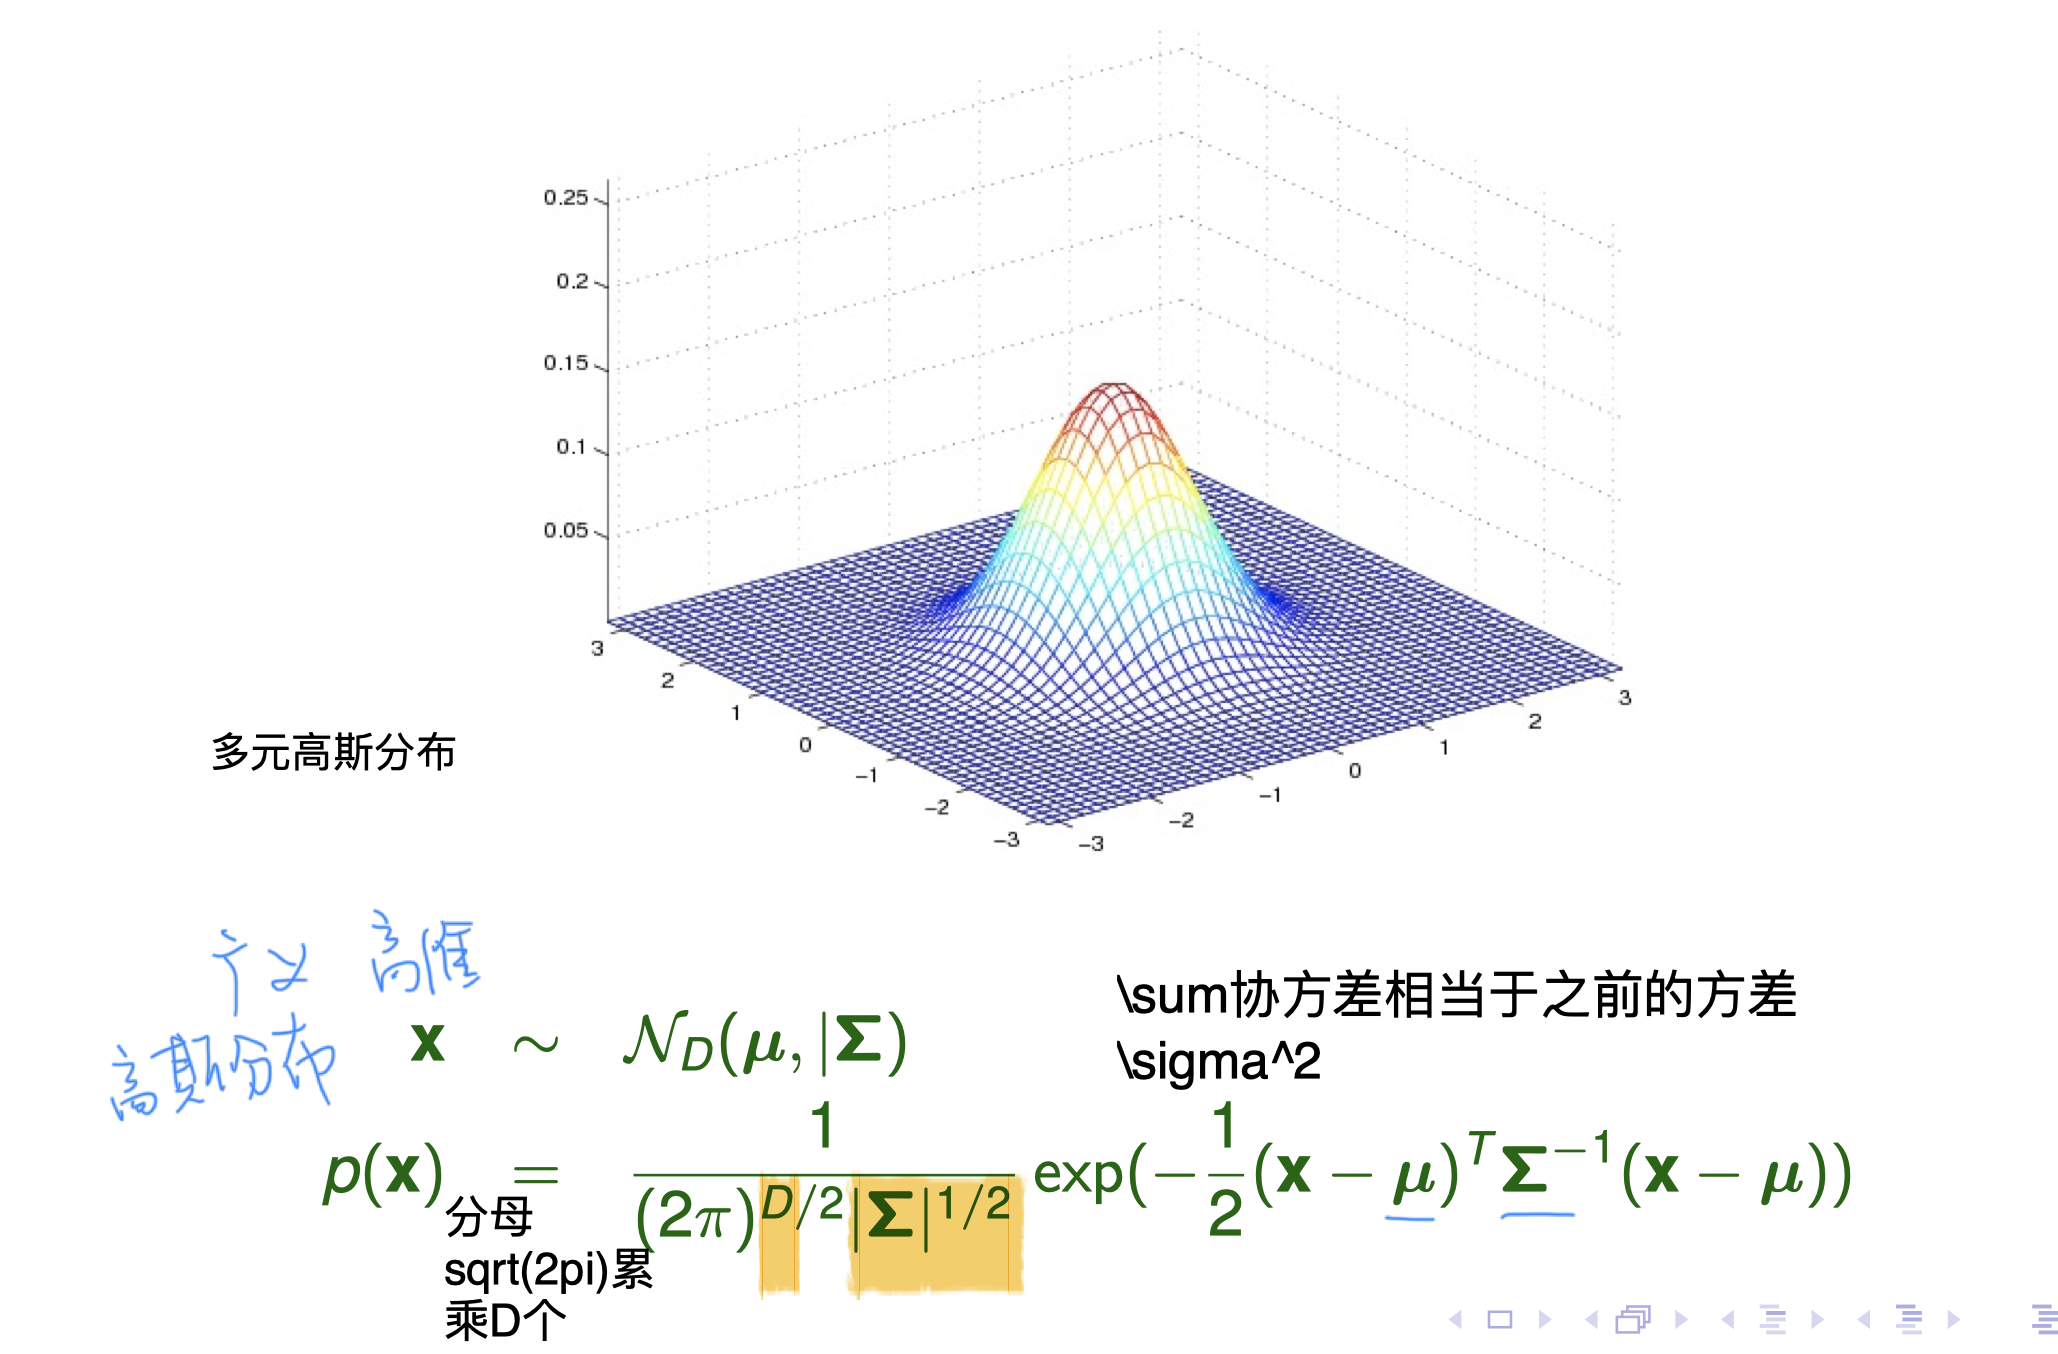 0.25
0.2
0.15
0.1
0.05
3
2
1
0
−1
−2
−3
−3
−2
−1
0
1
2
3
多元高斯分布
广义 高维
高斯分布
\sum协方差相当于之前的方差
\sigma^2
x ∼ N_D(μ, |Σ)
p(x) = 1/((2π)^{D/2}|Σ|^{1/2}) exp(−1/2(x − μ)^T Σ^{−1}(x − μ))
分母
sqrt(2pi)累
乘D个